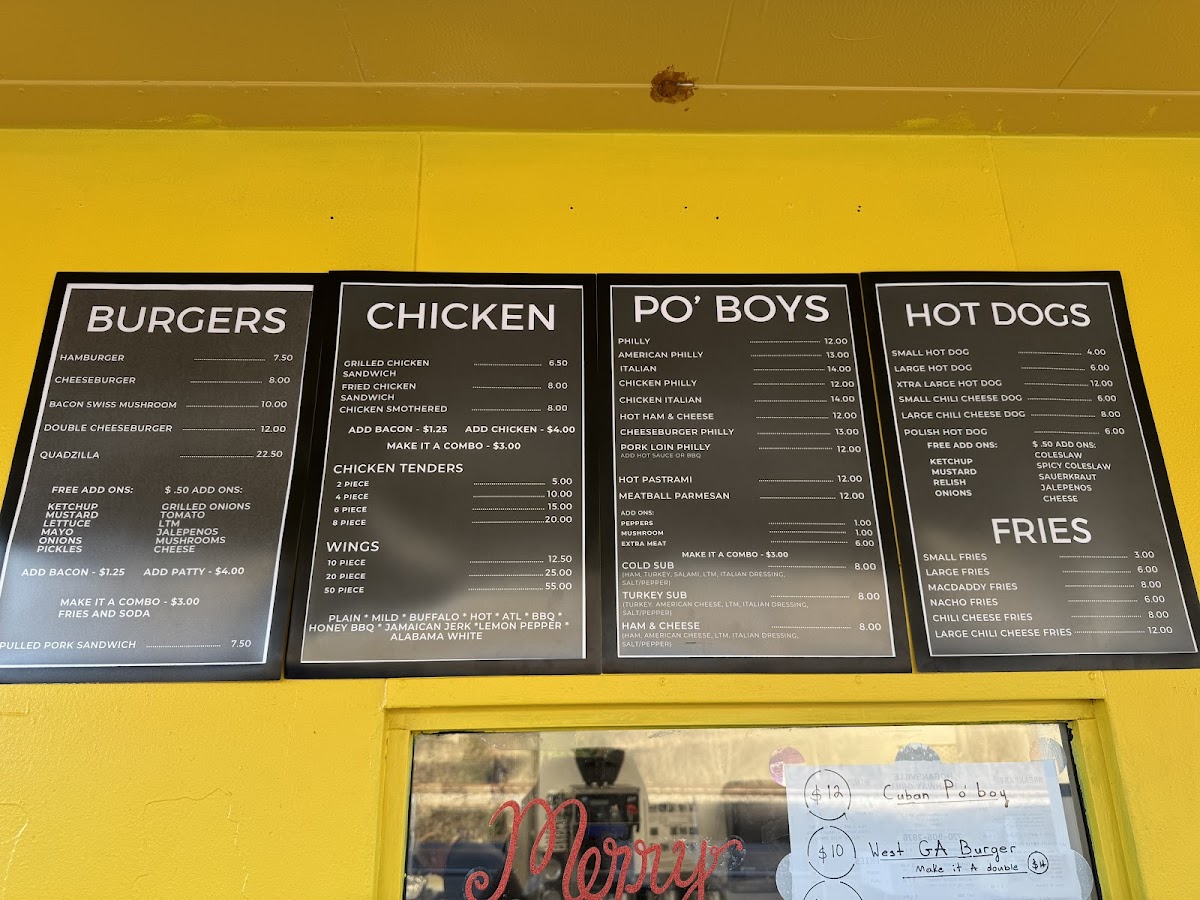 BURGERS
HAMBURGER 7.50
CHEESEBURGER 8.00
BACON SWISS MUSHROOM 10.00
DOUBLE CHEESEBURGER 12.00
QUADZILLA 22.50
FREE ADD ONS: $ .50 ADD ONS:
KETCHUP GRILLED ONIONS
MUSTARD TOMATO
LETTUCE LTM
MAYO JALEPENOS
ONIONS MUSHROOMS
PICKLES CHEESE
ADD BACON - $1.25 ADD PATTY - $4.00
MAKE IT A COMBO - $3.00
FRIES AND SODA
PULLED PORK SANDWICH 7.50
CHICKEN
GRILLED CHICKEN 6.50
SANDWICH
FRIED CHICKEN 8.00
SANDWICH
CHICKEN SMOTHERED 8.00
ADD BACON - $1.25 ADD CHICKEN - $4.00
MAKE IT A COMBO - $3.00
CHICKEN TENDERS
2 PIECE 5.00
4 PIECE 10.00
6 PIECE 15.00
8 PIECE 20.00
WINGS
10 PIECE 12.50
20 PIECE 25.00
50 PIECE 55.00
PLAIN * MILD * BUFFALO * HOT * ATL * BBQ *
HONEY BBQ * JAMAICAN JERK *LEMON PEPPER *
ALABAMA WHITE
PO' BOYS
PHILLY 12.00
AMERICAN PHILLY 13.00
ITALIAN 14.00
CHICKEN PHILLY 12.00
CHICKEN ITALIAN 14.00
HOT HAM & CHEESE 12.00
CHEESEBURGER PHILLY 13.00
PORK LOIN PHILLY 12.00
ADD HOT SAUCE OR BBQ
HOT PASTRAMI 12.00
MEATBALL PARMESAN 12.00
ADD ONS:
PEPPERS 1.00
MUSHROOM 1.00
EXTRA MEAT 6.00
MAKE IT A COMBO - $3.00
COLD SUB 8.00
(HAM, TURKEY, SALAMI, LTM, ITALIAN DRESSING,
SALT/PEPPER)
TURKEY SUB 8.00
(TURKEY, AMERICAN CHEESE, LTM, ITALIAN DRESSING,
SALT/PEPPER)
HAM & CHEESE 8.00
(HAM, AMERICAN CHEESE, LTM, ITALIAN DRESSING,
SALT/PEPPER)
HOT DOGS
SMALL HOT DOG 4.00
LARGE HOT DOG 6.00
XTRA LARGE HOT DOG 12.00
SMALL CHILI CHEESE DOG 6.00
LARGE CHILI CHEESE DOG 8.00
POLISH HOT DOG 6.00
FREE ADD ONS: $ .50 ADD ONS:
KETCHUP COLESLAW
MUSTARD SPICY COLESLAW
RELISH SAUERKRAUT
ONIONS JALEPENOS
CHEESE
FRIES
SMALL FRIES 3.00
LARGE FRIES 6.00
MACDADDY FRIES 8.00
NACHO FRIES 6.00
CHILI CHEESE FRIES 8.00
LARGE CHILI CHEESE FRIES 12.00
Merry
$12 Cuban Po'boy
$10 West GA Burger
Make it A double $14